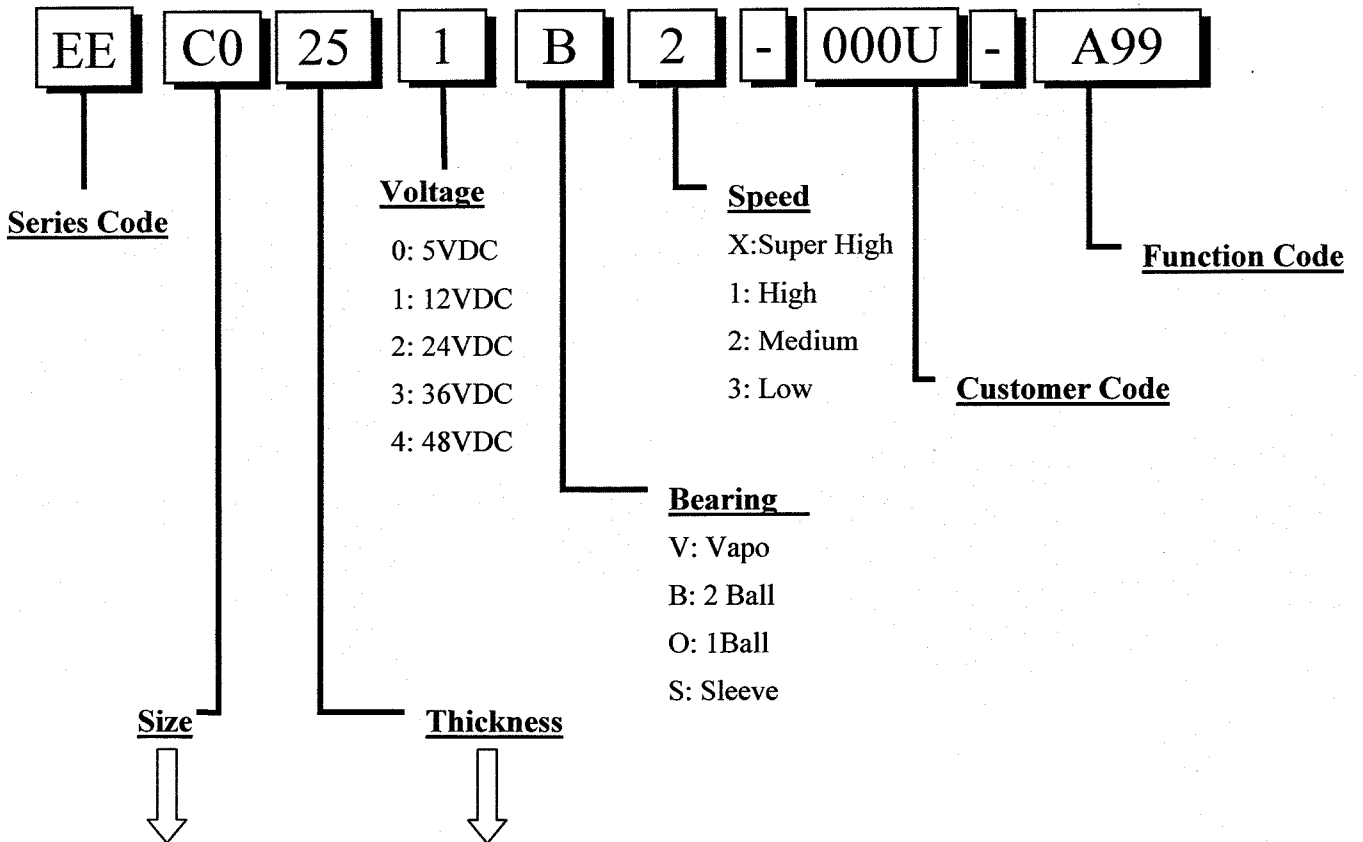 EE C0 25 1 B 2 - 000U - A99
Series Code
Voltage
0: 5VDC
1: 12VDC
2: 24VDC
3: 36VDC
4: 48VDC
Speed
X:Super High
1: High
2: Medium
3: Low
Function Code
Customer Code
Bearing
V: Vapo
B: 2 Ball
O: 1Ball
S: Sleeve
Size
Thickness